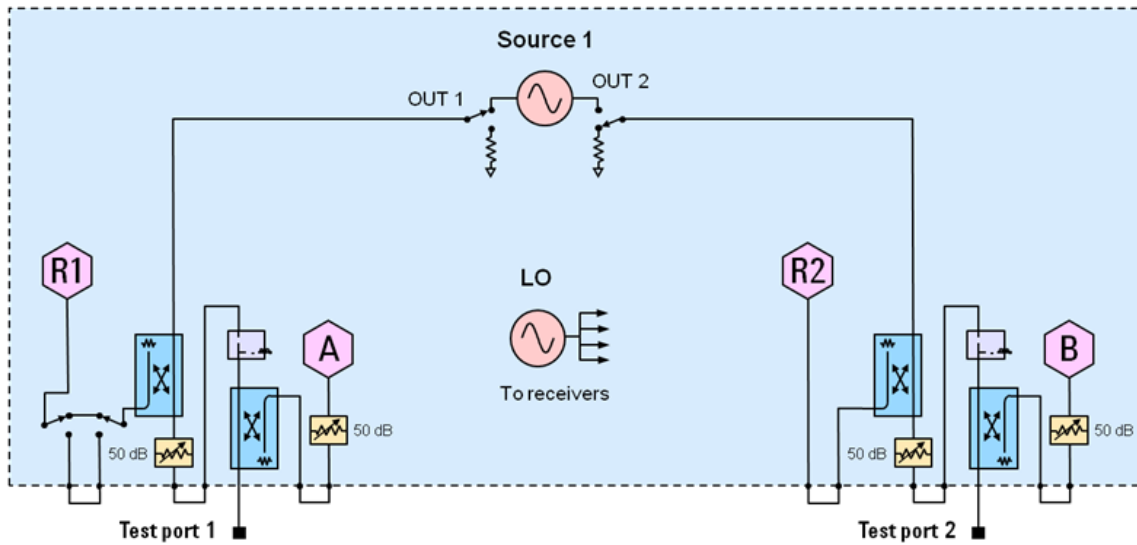 Source 1
OUT 1
OUT 2
R1
A
LO
To receivers
R2
B
50 dB
50 dB
50 dB
50 dB
Test port 1
Test port 2